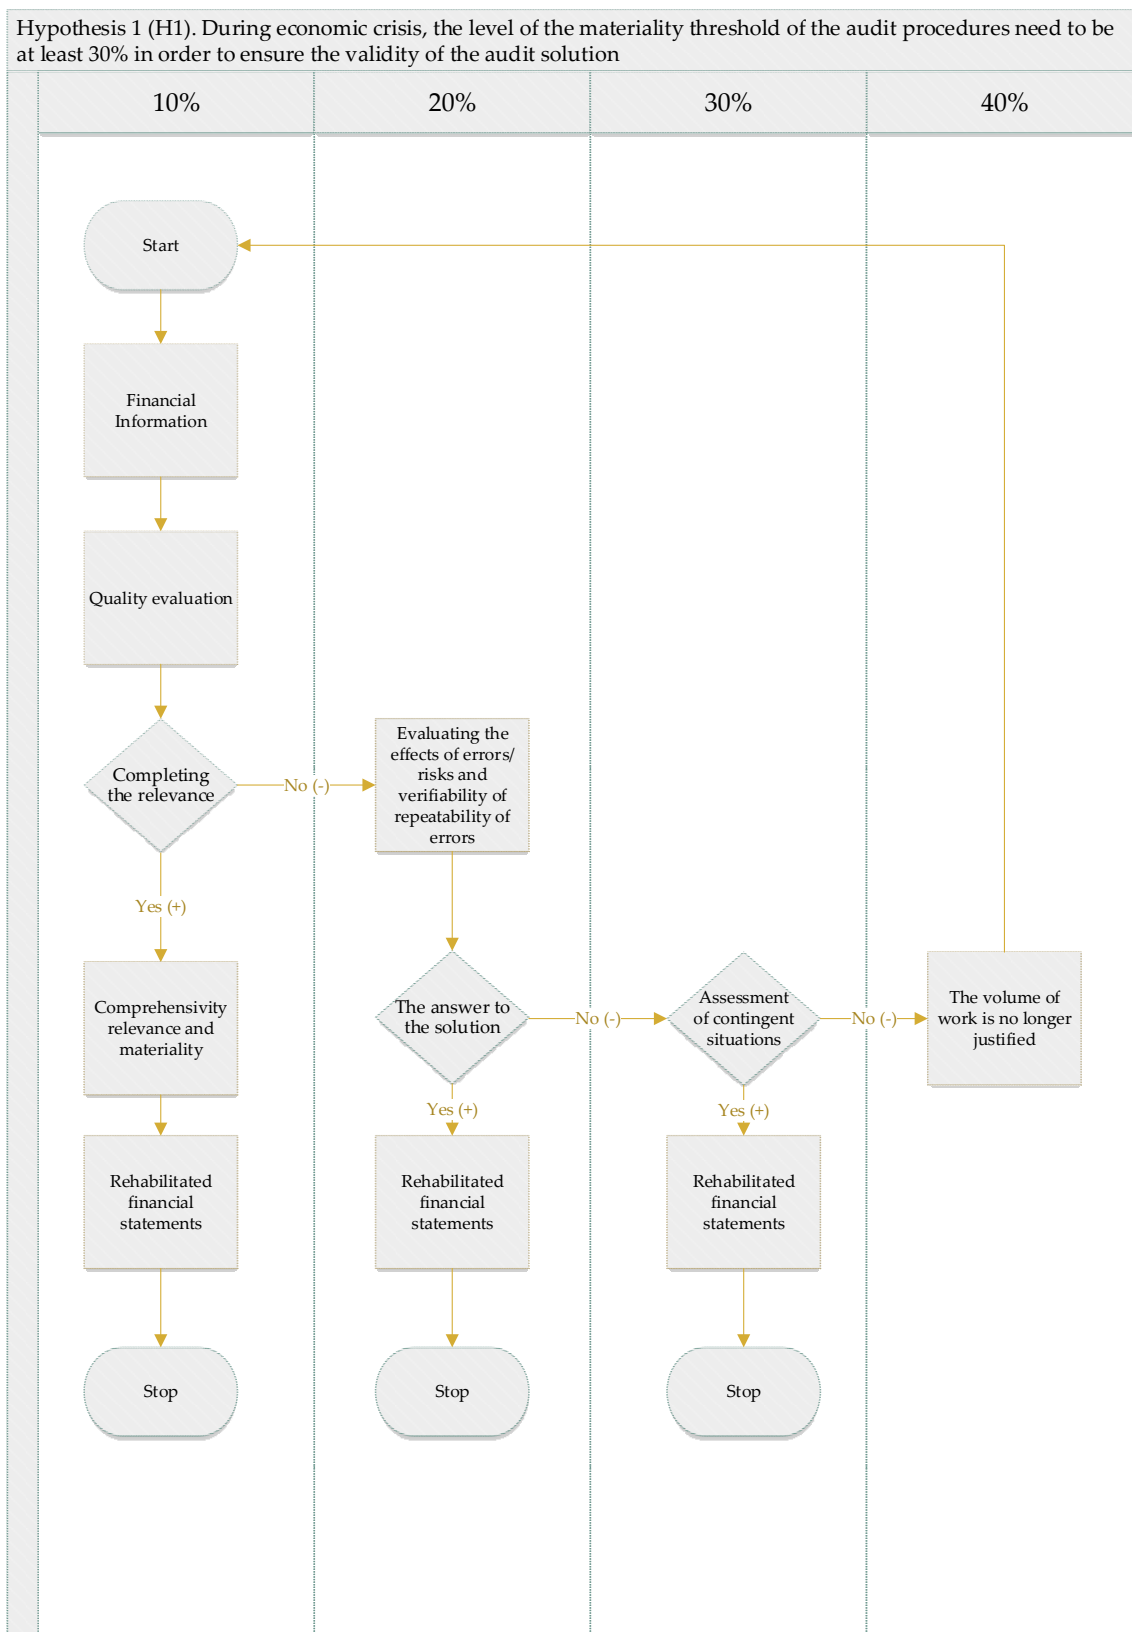 Hypothesis 1 (H1). During economic crisis, the level of the materiality threshold of the audit procedures need to be
at least 30% in order to ensure the validity of the audit solution
10%
20%
30%
40%
Start
Financial
Information
Quality evaluation
Completing
the relevance
No (-)
Evaluating the
effects of errors/
risks and
verifiability of
repeatability of
errors
Yes (+)
Comprehensivity
relevance and
materiality
The answer to
the solution
No (-)
Assessment
of contingent
situations
No (-)
The volume of
work is no longer
justified
Yes (+)
Yes (+)
Rehabilitated
financial
statements
Rehabilitated
financial
statements
Rehabilitated
financial
statements
Stop
Stop
Stop